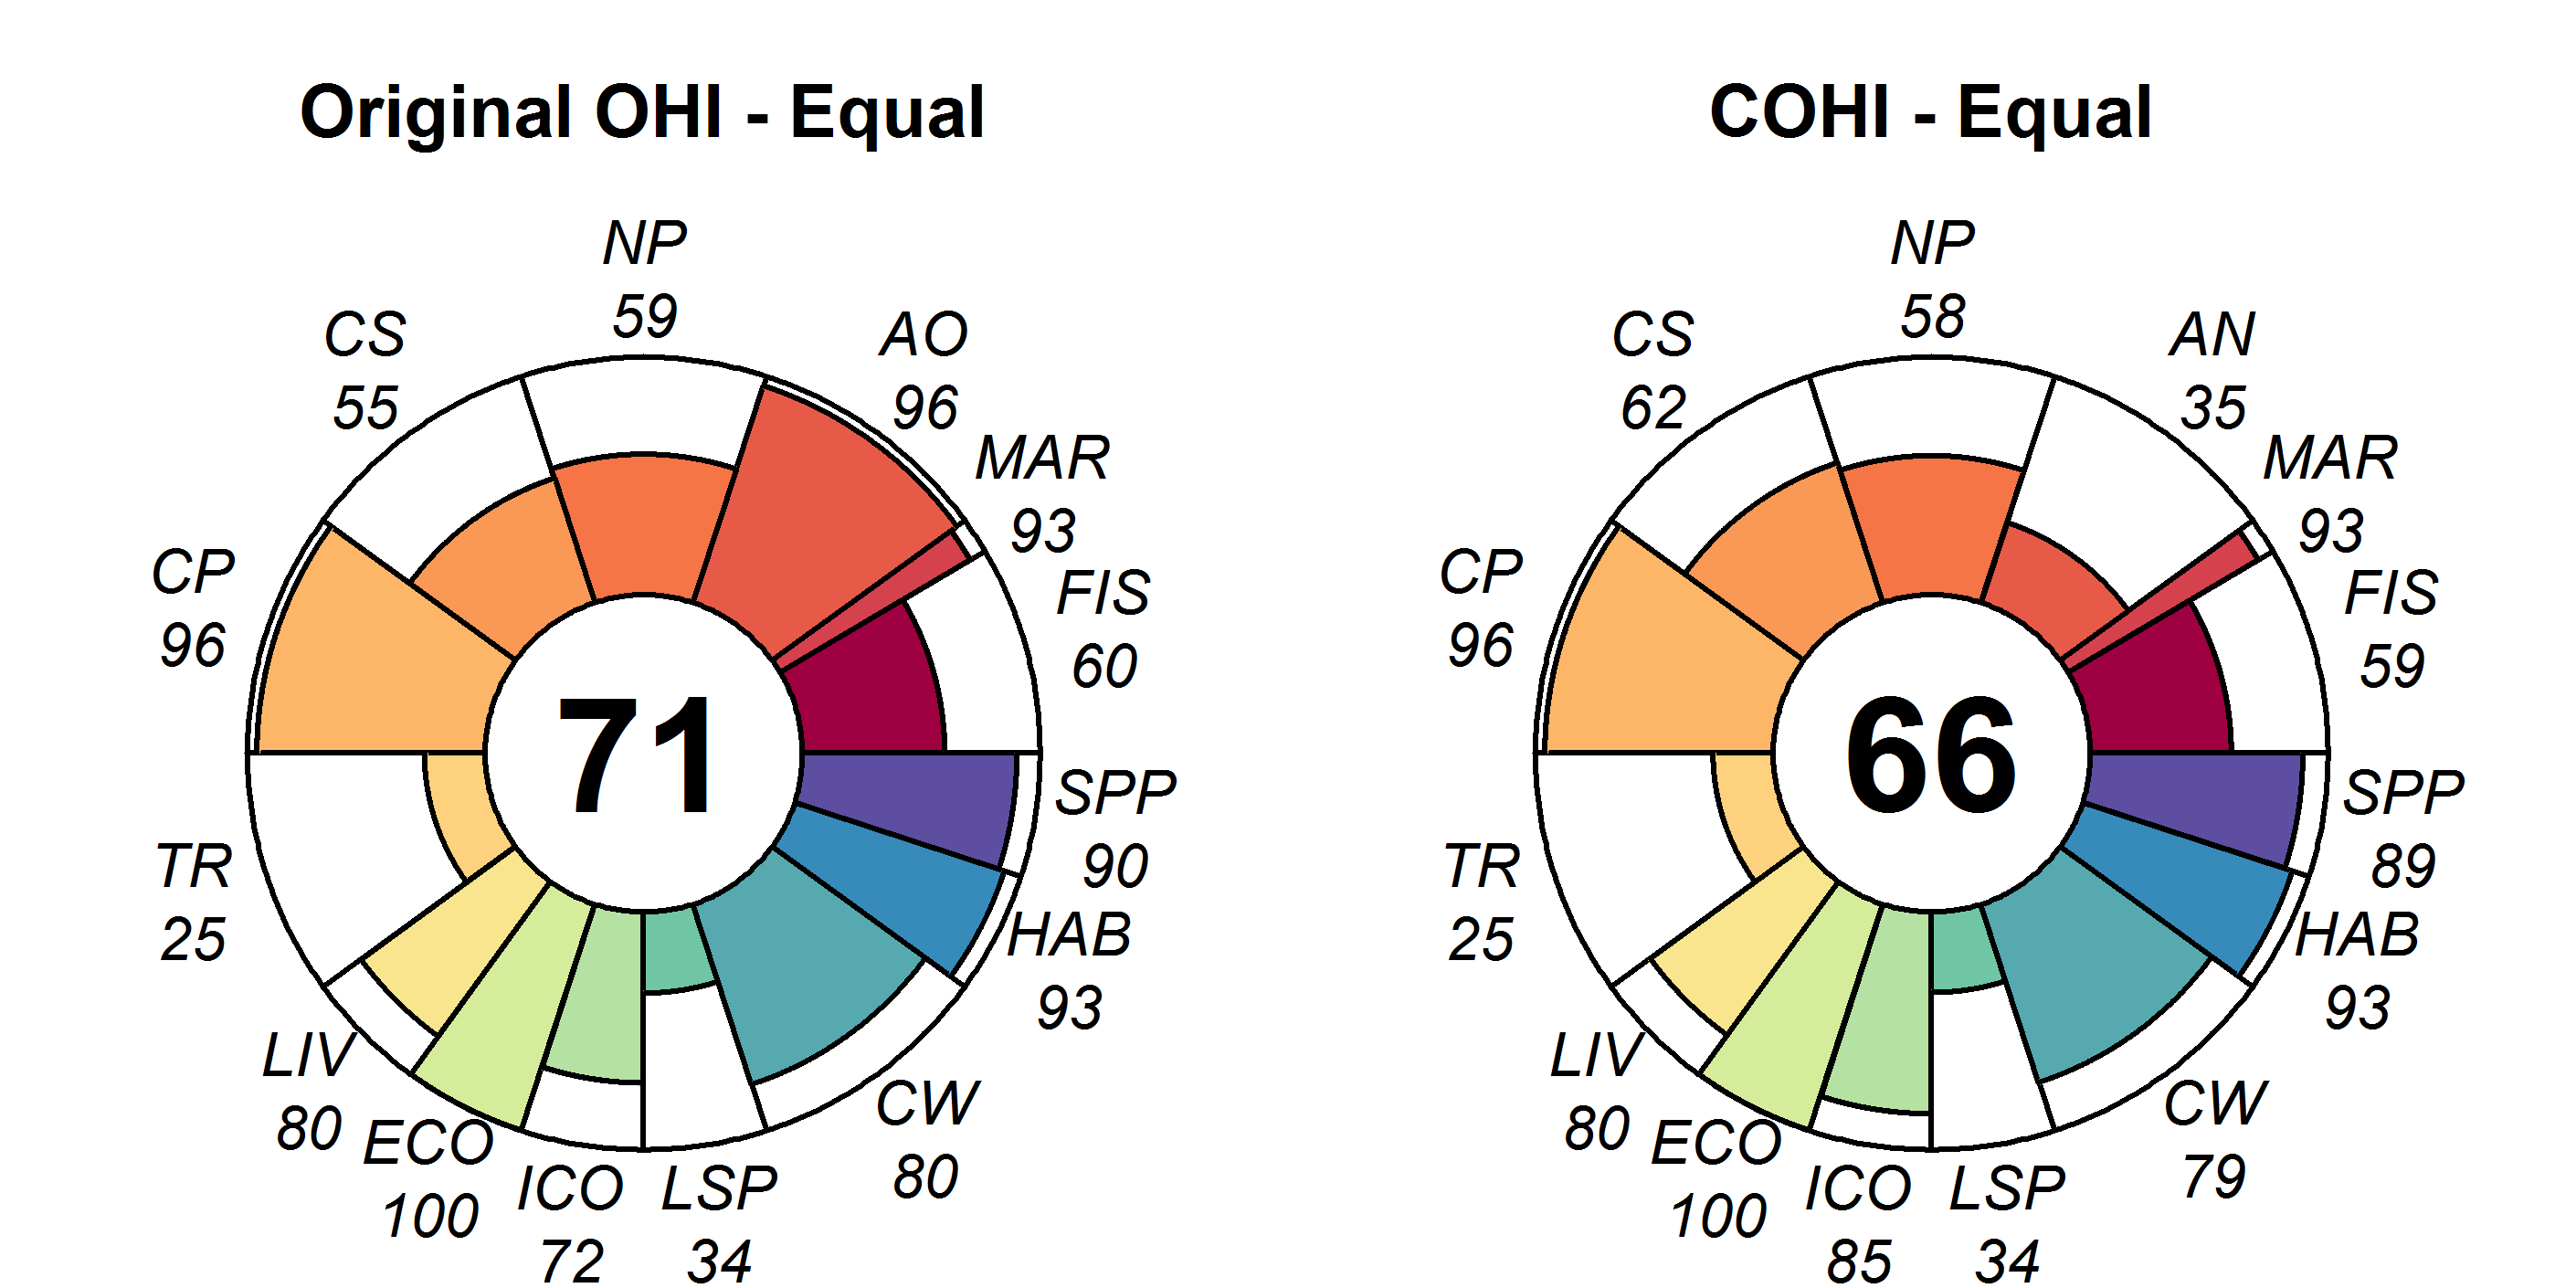 Original OHI - Equal
NP
59
AO
96
MAR
93
FIS
60
SPP
90
HAB
93
CW
80
LSP
34
ICO
72
ECO
100
LIV
80
TR
25
CP
96
CS
55
71
COHI - Equal
NP
58
AN
35
MAR
93
FIS
59
SPP
89
HAB
93
CW
79
LSP
34
ICO
85
ECO
100
LIV
80
TR
25
CP
96
CS
62
66